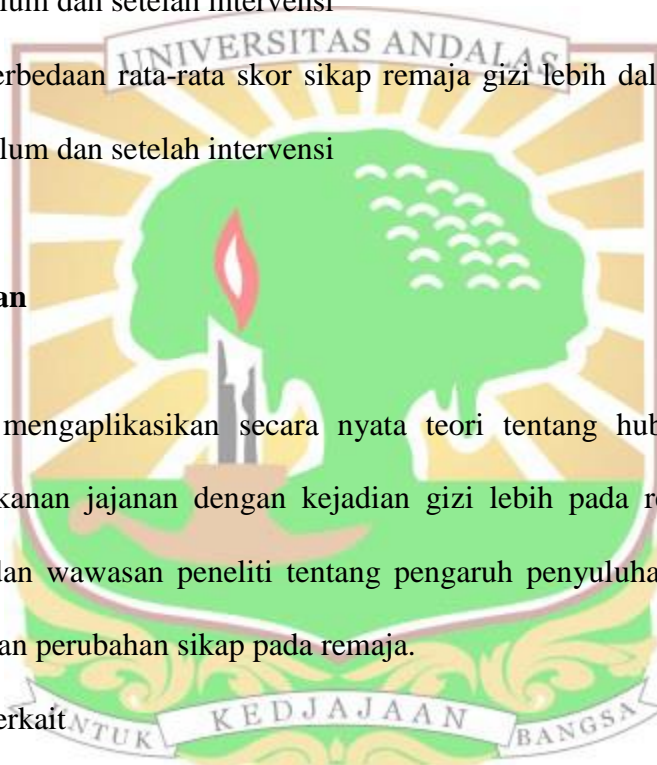 lum dan setelah intervensi
UNIVERSITAS ANDALAS
erbedaan rata-rata skor sikap remaja gizi lebih dal
lum dan setelah intervensi
an
mengaplikasikan secara nyata teori tentang hub
kanan jajanan dengan kejadian gizi lebih pada r
dan wawasan peneliti tentang pengaruh penyuluha
an perubahan sikap pada remaja.
erkait
UNTUK KEDJAJAAN BANGSA